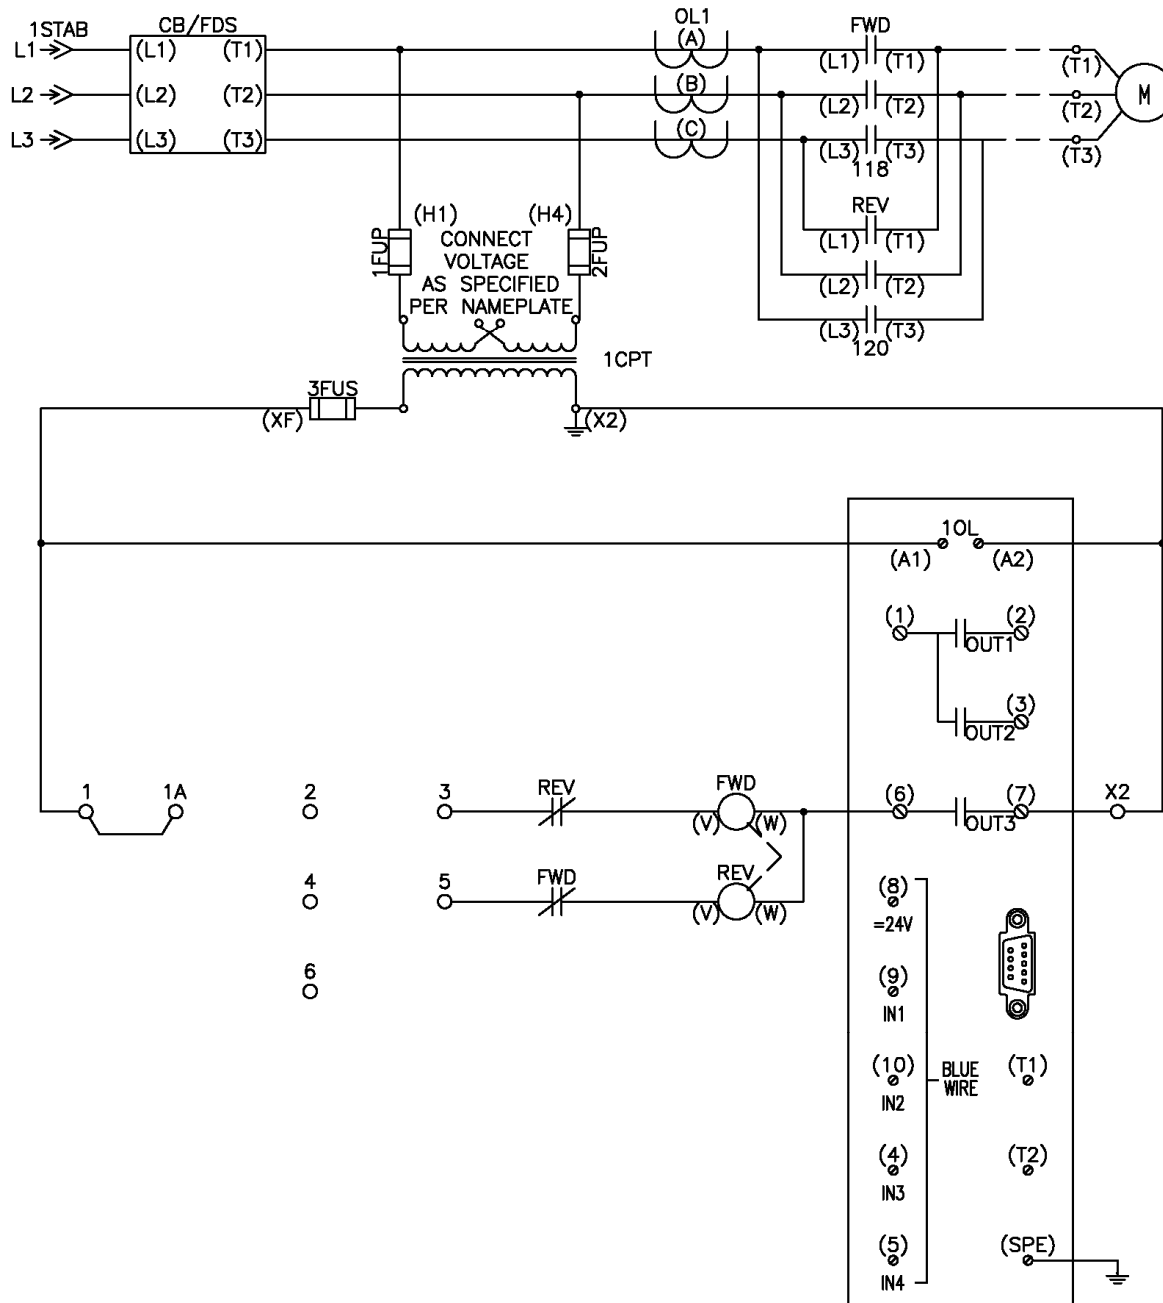 1STAB
CB/FDS
OL1
FWD
L1
(L1)
(T1)
(A)
(L1)
(T1)
(T1)
L2
(L2)
(T2)
(B)
(L2)
(T2)
(T2)
M
L3
(L3)
(T3)
(C)
(L3)
(T3)
(T3)
118
REV
(L1)
(T1)
(L2)
(T2)
(L3)
(T3)
120
1FUP
(H1)
(H4)
2FUP
CONNECT
VOLTAGE
AS SPECIFIED
PER NAMEPLATE
1CPT
3FUS
(XF)
(X2)
1OL
(A1)
(A2)
(1)
(2)
OUT1
(3)
OUT2
1
1A
2
3
REV
FWD
(V)
(W)
(6)
(7)
OUT3
X2
4
5
FWD
REV
(V)
(W)
6
(8)
=24V
(9)
IN1
(10)
IN2
BLUE
WIRE
(T1)
(4)
IN3
(T2)
(5)
IN4
(SPE)